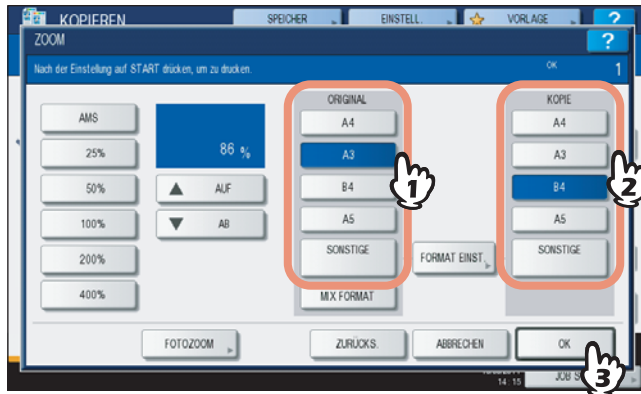 KOPIEREN SPEICHER EINSTELL. VORLAGE ?
ZOOM ?
Nach der Einstellung auf START drücken, um zu drucken. OK 1
ORIGINAL KOPIE
AMS A4 A4
25% 86 % A3 A3
50% AUF B4 B4
1 2
100% AB A5 A5
200% SONSTIGE FORMAT EINST. SONSTIGE
400% MIX FORMAT
FOTOZOOM ZURÜCKS. ABBRECHEN OK
3
14:15 JOB S